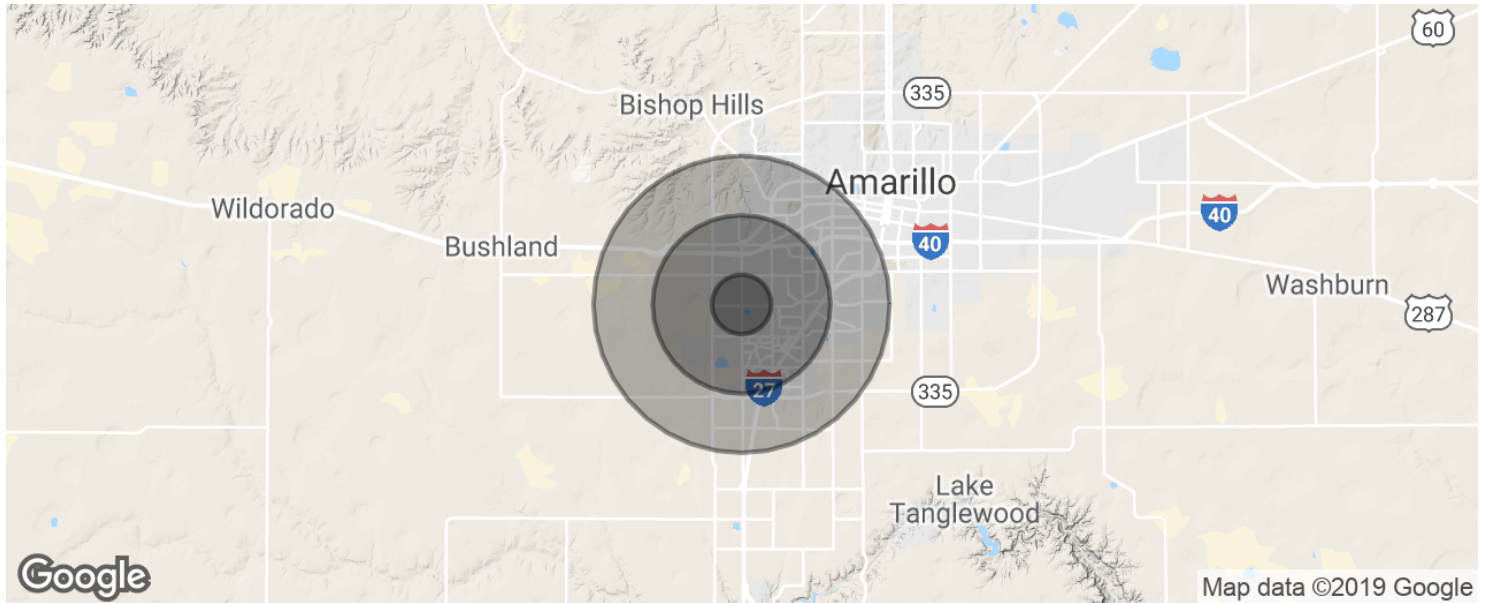 60
335
Bishop Hills
Amarillo
Wildorado
40
40
Bushland
Washburn
287
27
335
Lake
Tanglewood
Google
Map data ©2019 Google